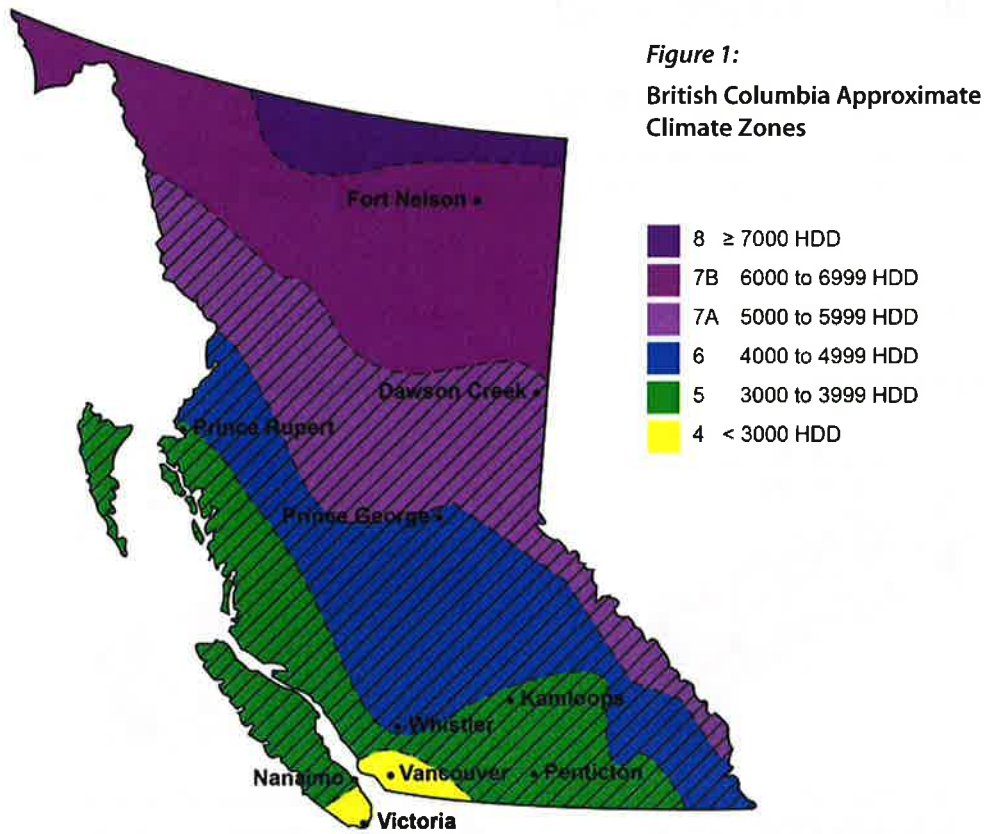 Figure 1:
British Columbia Approximate
Climate Zones
8 ≥ 7000 HDD
7B 6000 to 6999 HDD
7A 5000 to 5999 HDD
6 4000 to 4999 HDD
5 3000 to 3999 HDD
4 < 3000 HDD
Fort Nelson
Dawson Creek
Prince Rupert
Prince George
Kamloops
Whistler
Nanaimo
Vancouver
Penticton
Victoria